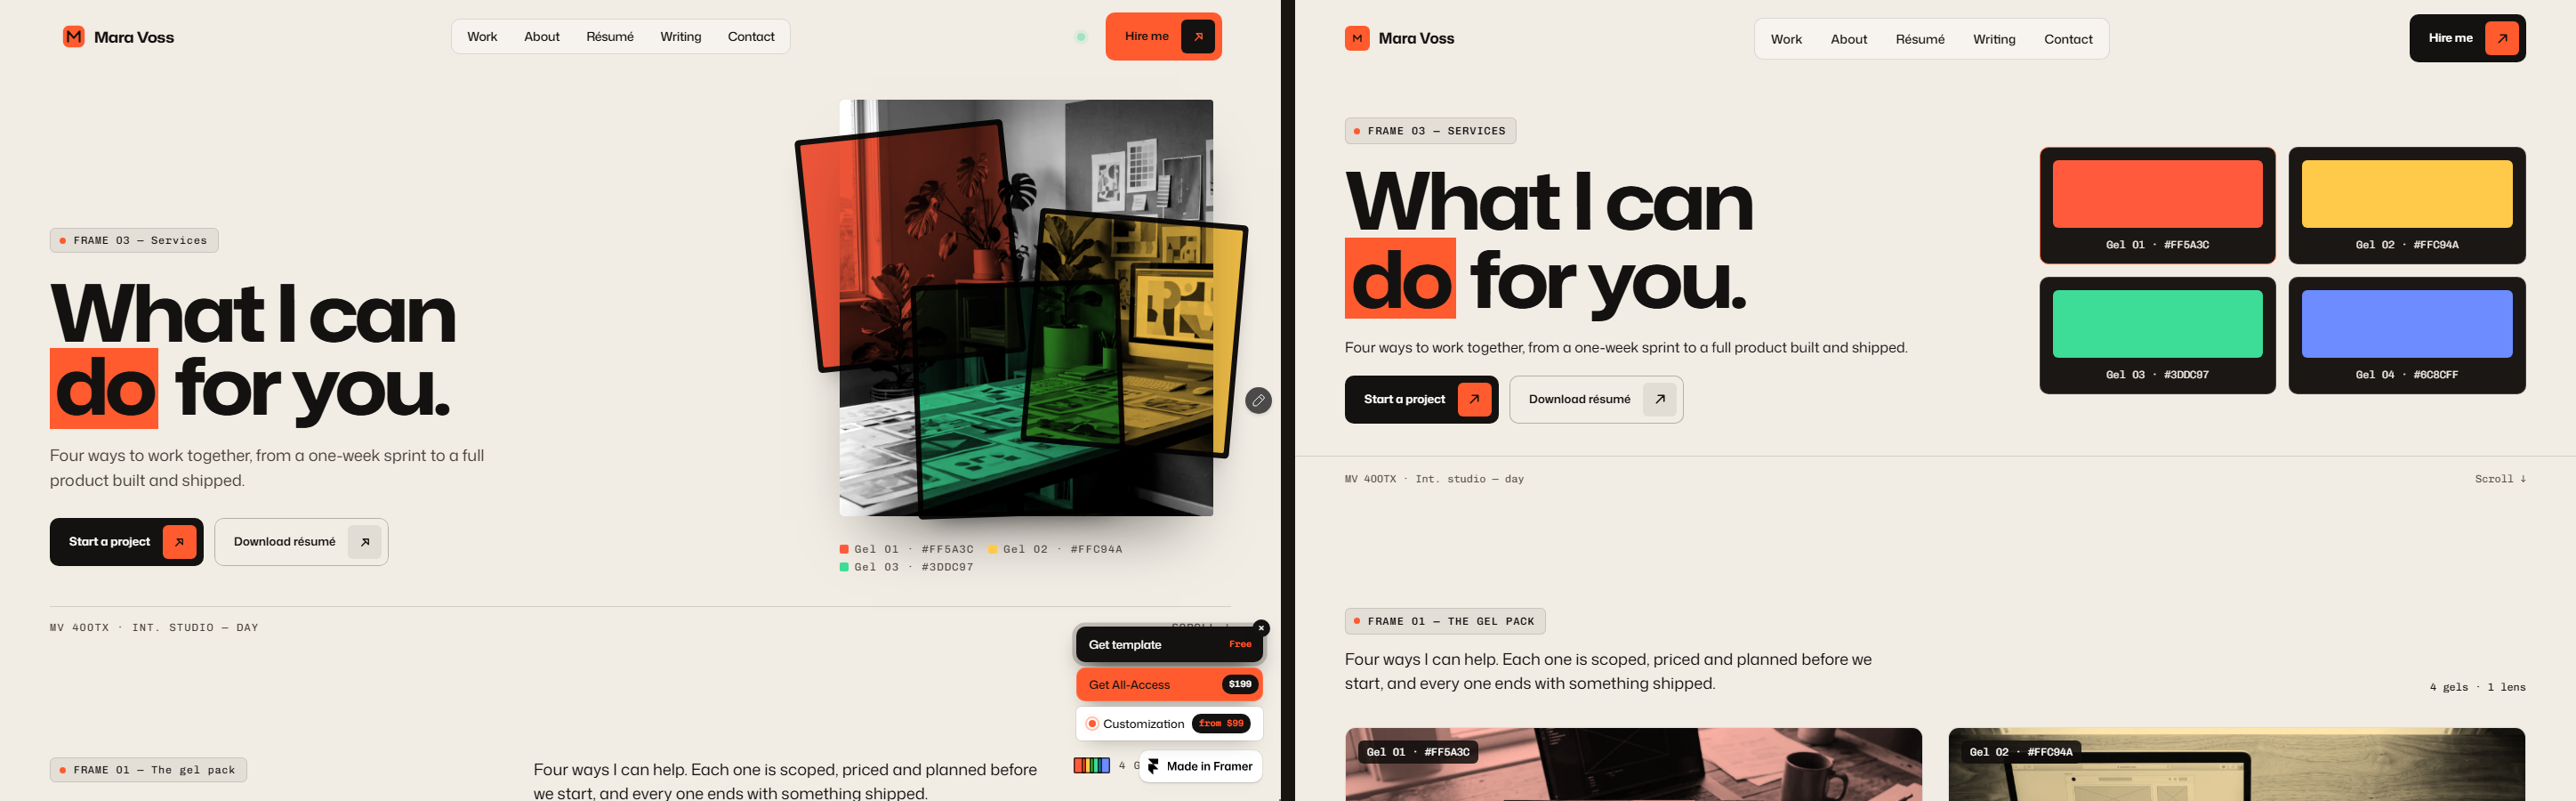 Mara Voss
Work About Résumé Writing Contact
Hire me
FRAME 03 — Services
What I can
do for you.
Four ways to work together, from a one-week sprint to a full
product built and shipped.
Start a project
Download résumé
Gel 01 · #FF5A3C Gel 02 · #FFC94A
Gel 03 · #3DDC97
MV 400TX · INT. STUDIO — DAY
Get template Free
Get All-Access $199
Customization from $99
FRAME 01 — The gel pack
Four ways I can help. Each one is scoped, priced and planned before
we start, and every one ends with something shipped.
4 G
Made in Framer
Mara Voss
Work About Résumé Writing Contact
Hire me
FRAME 03 — SERVICES
What I can
do for you.
Four ways to work together, from a one-week sprint to a full product built and shipped.
Start a project
Download résumé
Gel 01 · #FF5A3C
Gel 02 · #FFC94A
Gel 03 · #3DDC97
Gel 04 · #6C8CFF
MV 400TX · Int. studio — day
Scroll ↓
FRAME 01 — THE GEL PACK
Four ways I can help. Each one is scoped, priced and planned before we
start, and every one ends with something shipped.
4 gels · 1 lens
Gel 01 · #FF5A3C
Gel 02 · #FFC94A